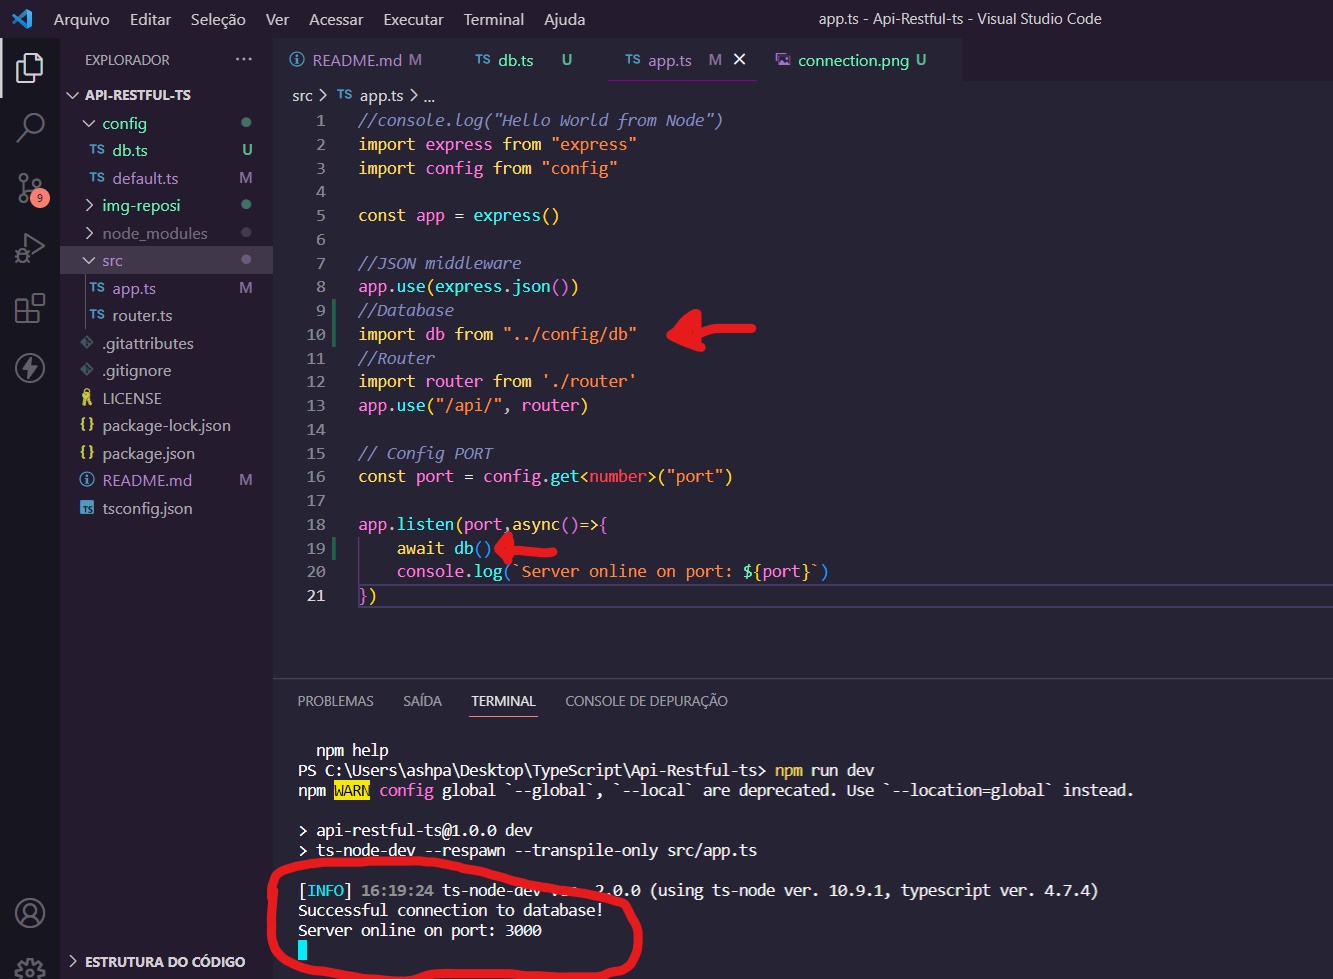 Arquivo Editar Seleção Ver Acessar Executar Terminal Ajuda app.ts - Api-Restful-ts - Visual Studio Code
EXPLORADOR ···
README.md M TS db.ts U TS app.ts M connection.png U
API-RESTFUL-TS
config
TS db.ts U
TS default.ts M
img-reposi
node_modules
src
TS app.ts M
TS router.ts
.gitattributes
.gitignore
LICENSE
{} package-lock.json
{} package.json
README.md M
TS tsconfig.json
9
ESTRUTURA DO CÓDIGO
src > TS app.ts > ...
1 //console.log("Hello World from Node")
2 import express from "express"
3 import config from "config"
4
5 const app = express()
6
7 //JSON middleware
8 app.use(express.json())
9 //Database
10 import db from "../config/db"
11 //Router
12 import router from './router'
13 app.use("/api/", router)
14
15 // Config PORT
16 const port = config.get<number>("port")
17
18 app.listen(port,async()=>{
19 await db()
20 console.log(`Server online on port: ${port}`)
21 })
PROBLEMAS SAÍDA TERMINAL CONSOLE DE DEPURAÇÃO
npm help
PS C:\Users\ashpa\Desktop\TypeScript\Api-Restful-ts> npm run dev
npm WARN config global `--global`, `--local` are deprecated. Use `--location=global` instead.
> api-restful-ts@1.0.0 dev
> ts-node-dev --respawn --transpile-only src/app.ts
[INFO] 16:19:24 ts-node-dev 2.0.0 (using ts-node ver. 10.9.1, typescript ver. 4.7.4)
Successful connection to database!
Server online on port: 3000